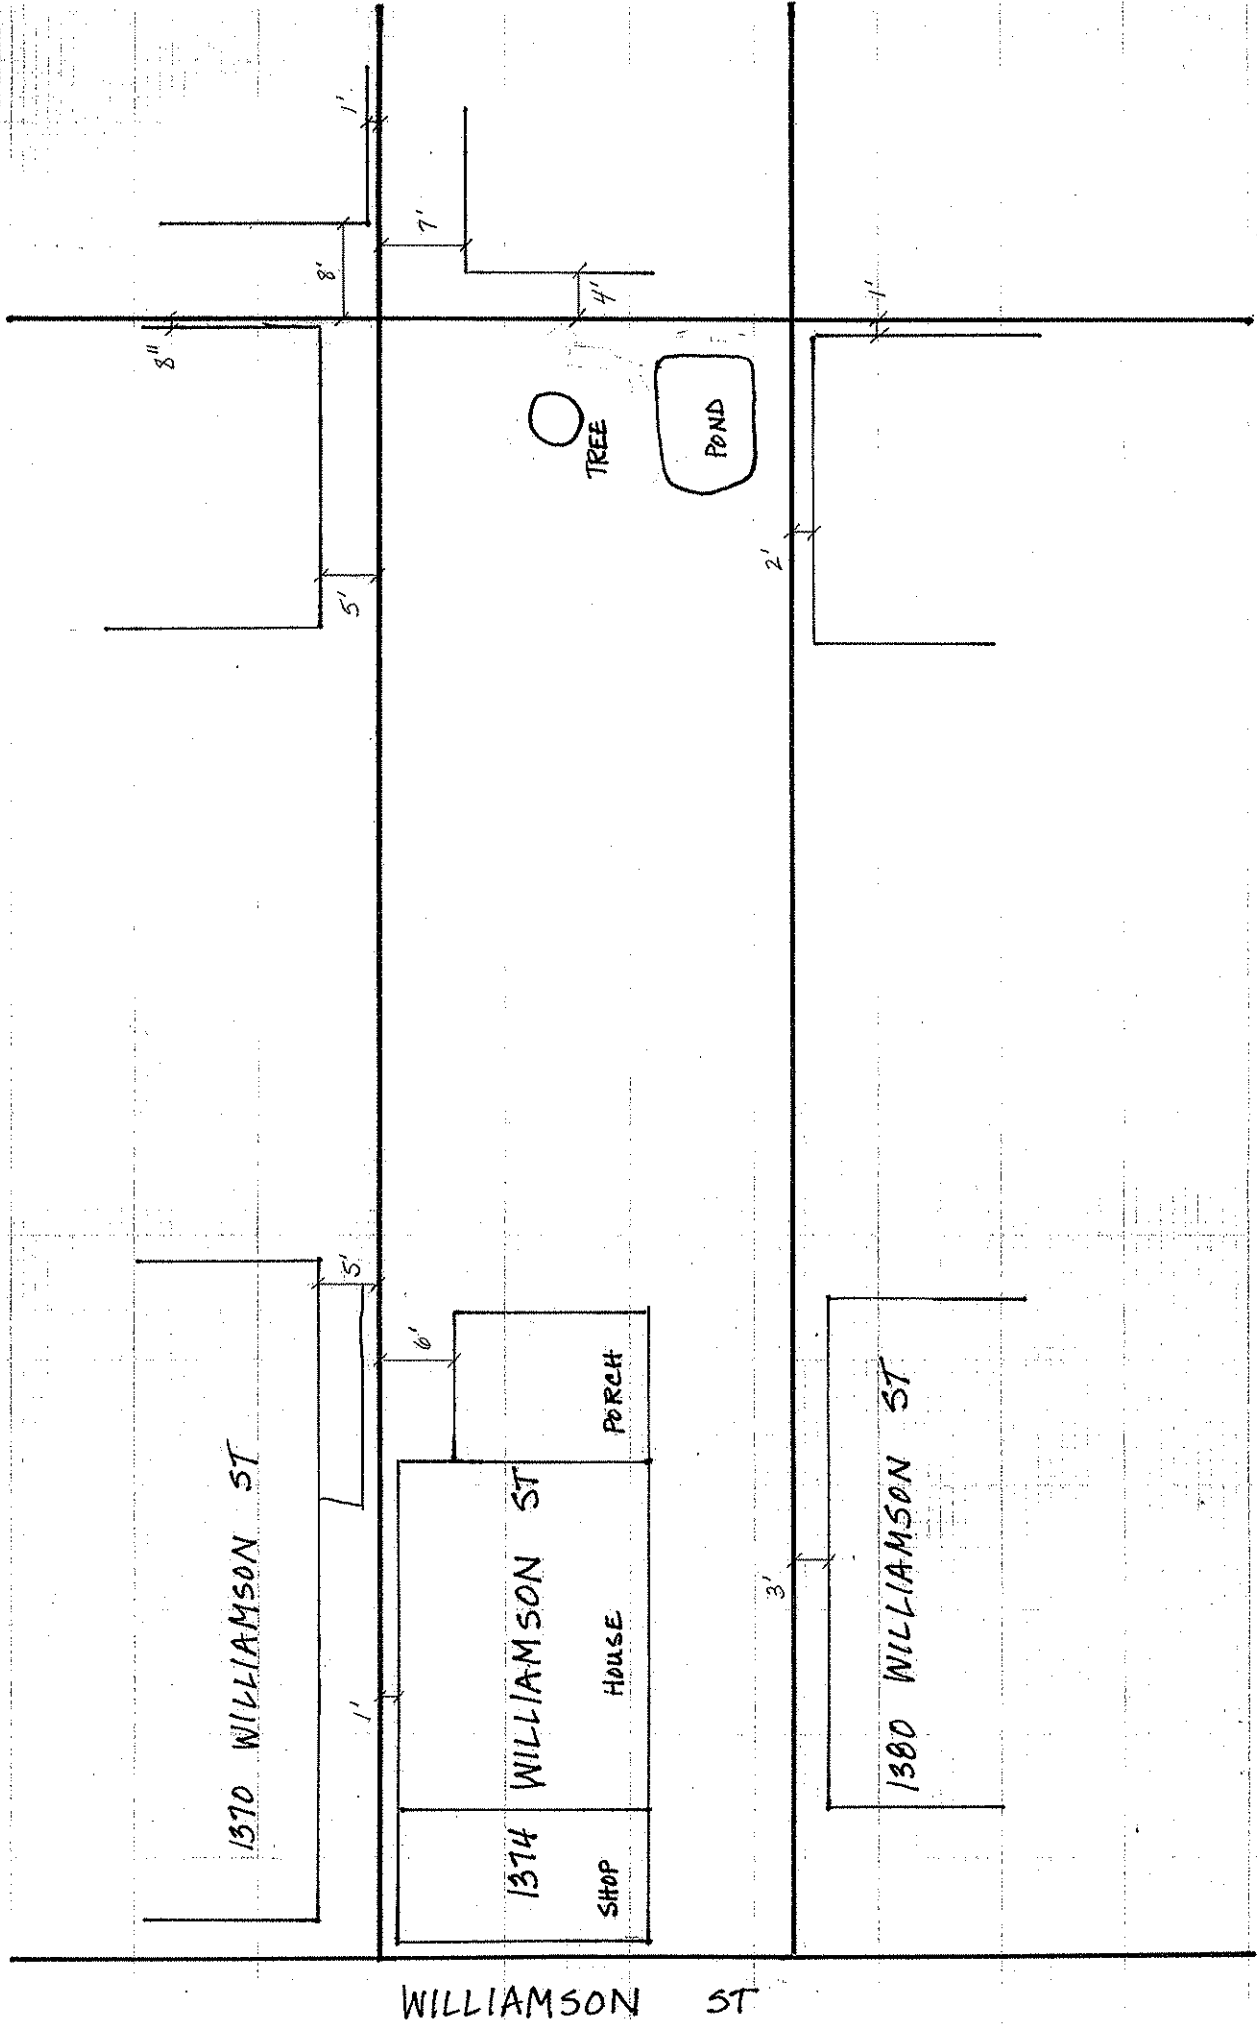 1'
8'
7'
4'
1'
8"
TREE
POND
5'
2'
5'
6'
PORCH
1370 WILLIAMSON ST
1'
1374 WILLIAMSON ST
HOUSE
SHOP
3'
1380 WILLIAMSON ST
WILLIAMSON ST